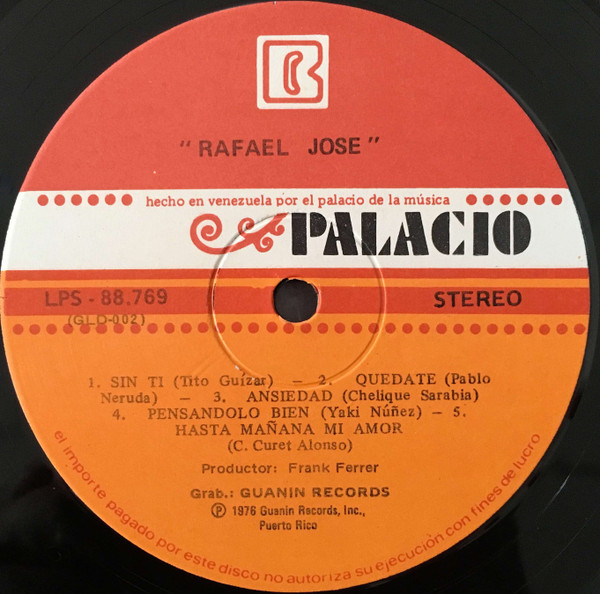 "RAFAEL JOSE"
hecho en venezuela por el palacio de la música
PALACIO
LPS - 88.769
STEREO
(GLD-002)
1. SIN TI (Tito Guízar) — 2. QUEDATE (Pablo
Neruda) — 3. ANSIEDAD (Chelique Sarabia)
4. PENSANDOLO BIEN (Yaki Núñez) — 5.
HASTA MAÑANA MI AMOR
(C. Curet Alonso)
Productor: Frank Ferrer
Grab.: GUANIN RECORDS
℗ 1976 Guanin Records, Inc.,
Puerto Rico
el importe pagado por este disco no autoriza su ejecución con fines de lucro